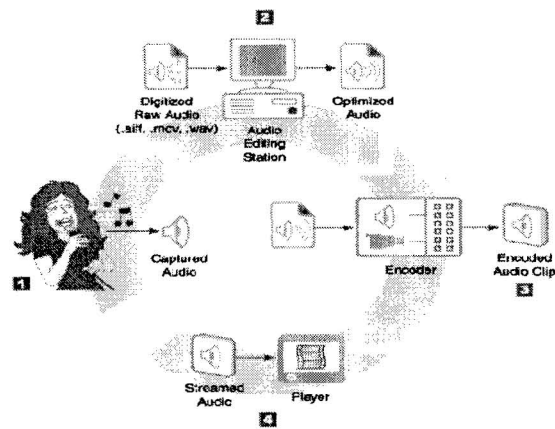 2
Digitized
Raw Audio
(.aiif, .mov, .wav)
Audio
Editing
Station
Optimized
Audio
1
Captured
Audio
Encoder
Encoded
Audio Clip
3
Streamed
Audio
Player
4